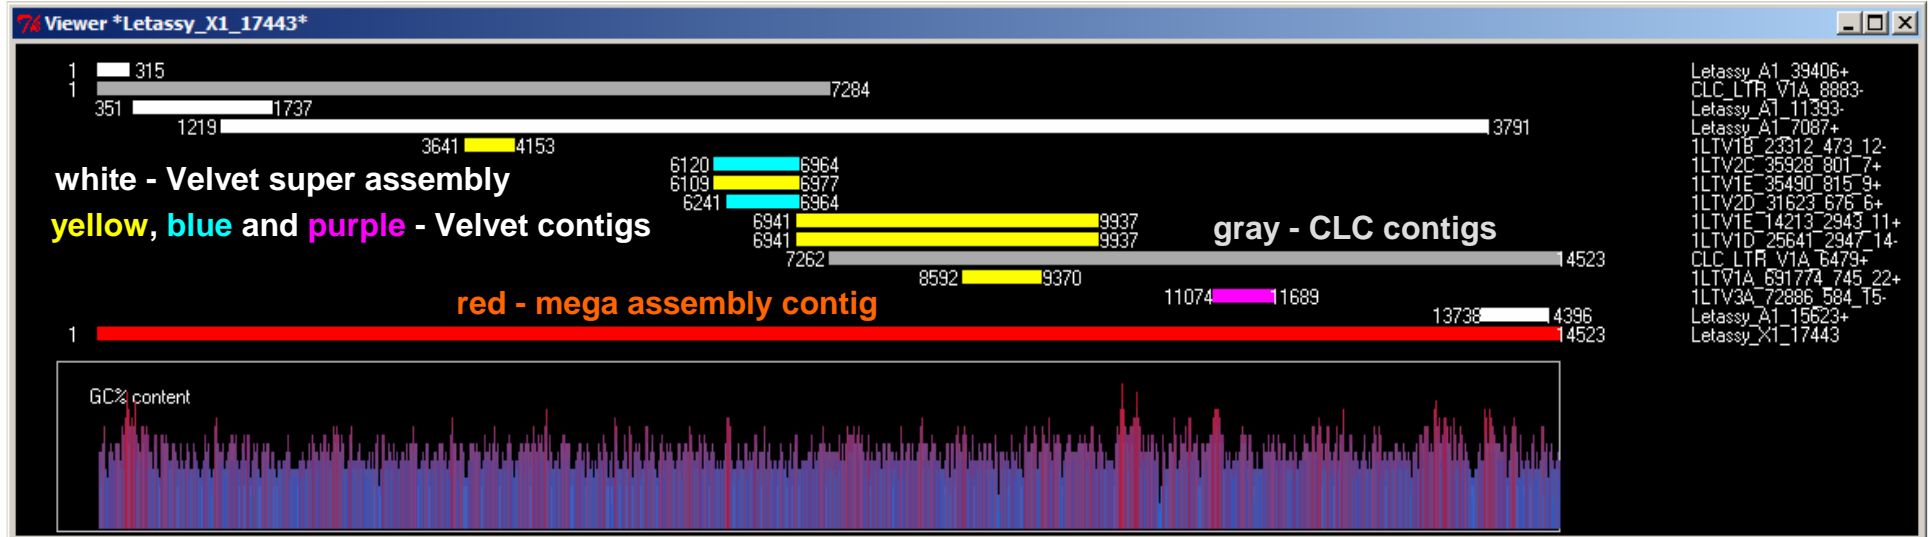 Viewer *Letassy_X1_17443*
1 315 Letassy_A1_39406+
1 7284 CLC_LTR_V1A_8883-
351 1737 Letassy_A1_11393-
1219 13791 Letassy_A1_7087+
3641 4153 1LTV1B_23312_473_12-
6120 6964 1LTV2C_35928_801_7+
6109 6977 1LTV1E_35490_815_9+
6241 6964 1LTV2D_31623_676_6+
white - Velvet super assembly
yellow, blue and purple - Velvet contigs
6941 9937 1LTV1E_14213_2943_11+
6941 9937 1LTV1D_25641_2947_14-
gray - CLC contigs
7262 14523 CLC_LTR_V1A_6479+
8592 9370 1LTV1A_691774_745_22+
11074 11689 1LTV3A_72886_584_15-
red - mega assembly contig
13738 14396 Letassy_A1_15623+
1 14523 Letassy_X1_17443
GC% content